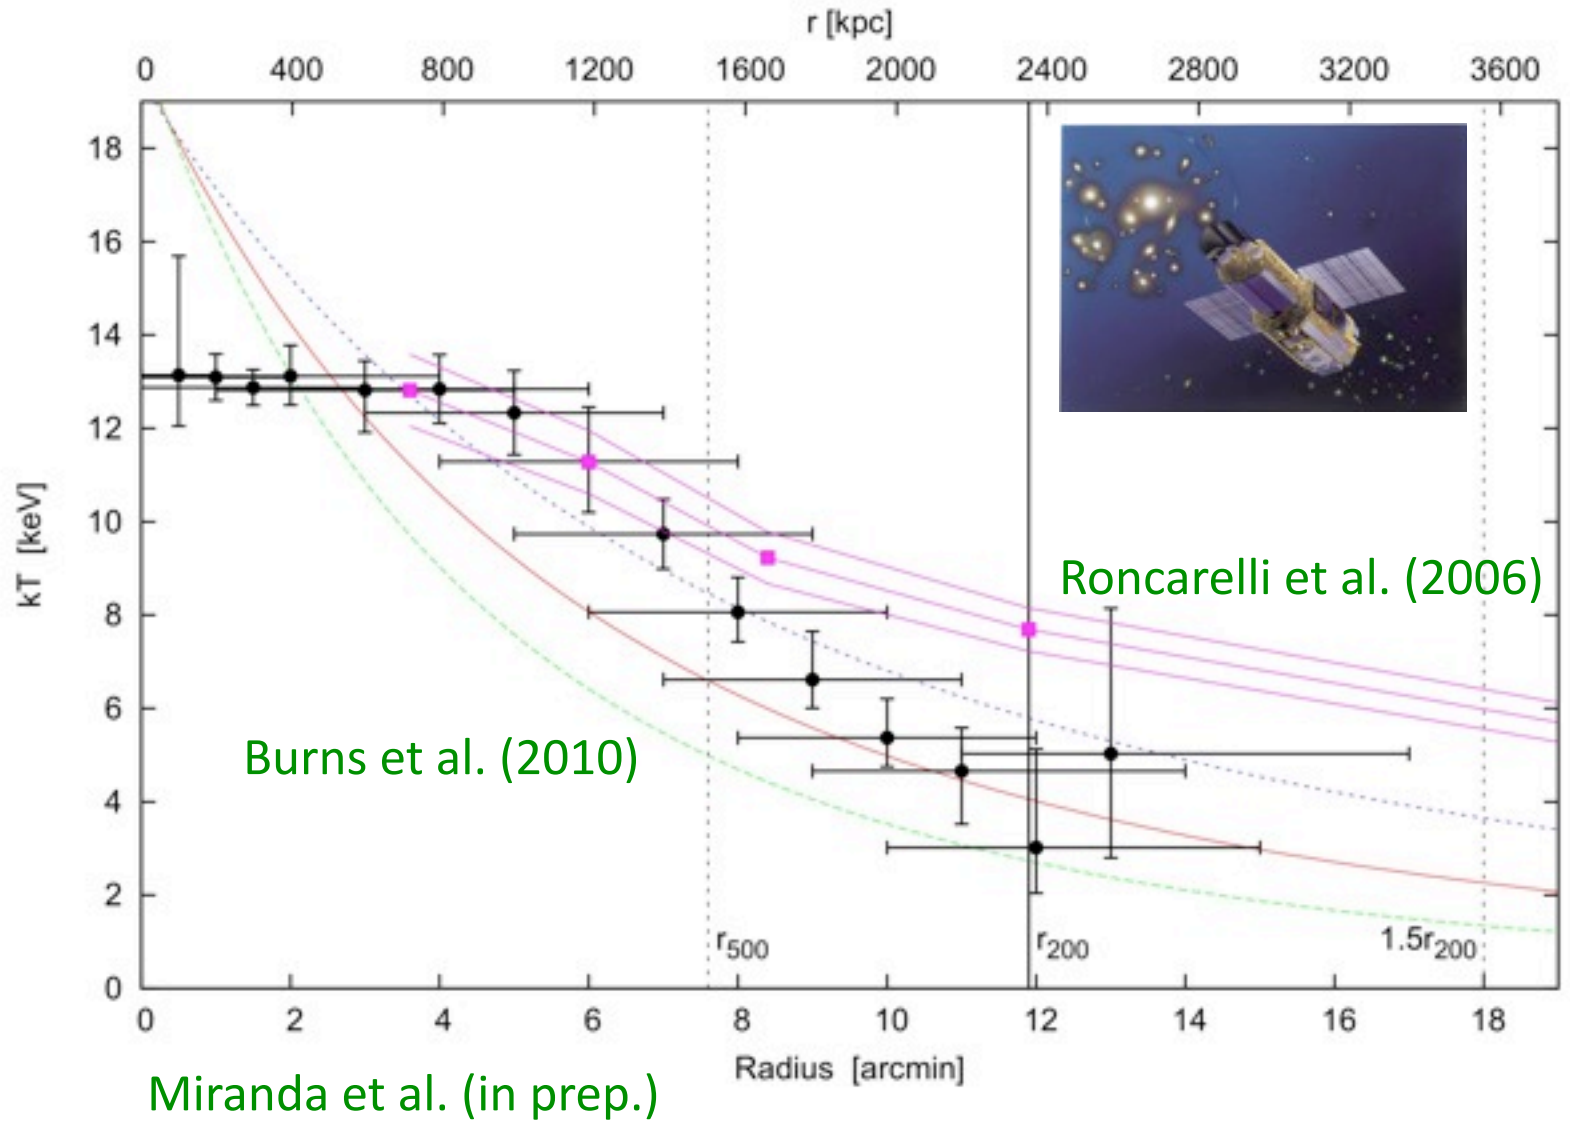 r [kpc]
0 400 800 1200 1600 2000 2400 2800 3200 3600
18
16
14
12
10
8
6
4
2
0
kT [keV]
Roncarelli et al. (2006)
Burns et al. (2010)
r500 r200 1.5r200
0 2 4 6 8 10 12 14 16 18
Radius [arcmin]
Miranda et al. (in prep.)